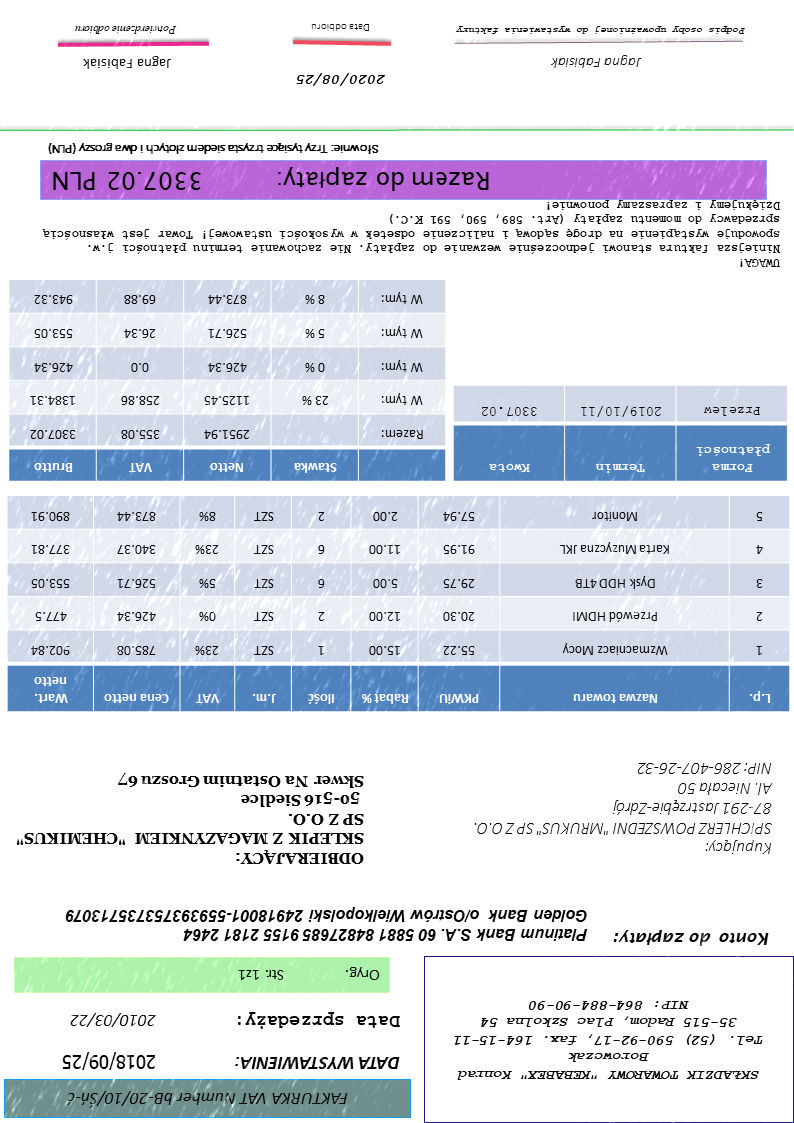 FAKTURKA VAT Number bB-20/10/Śń-ć
DATA WYSTAWIENIA: 2018/09/25
Data sprzedaży: 2010/03/22
Oryg. Str. 1z1
SKŁADZIK TOWAROWY "KEBABEX" Konrad
Borowczak
Tel. (52) 590-92-17, fax. 164-15-11
35-515 Radom, Plac Szkolna 54
NIP: 864-884-90-90
Konto do zapłaty: Platinum Bank S.A. 60 5881 84827685 9155 2181 2464
Golden Bank o/Ostrów Wielkopolski 24918001-5593937537357713079
Kupujący:
SPICHLERZ POWSZEDNI "MRUKUS" SP Z O.O.
87-291 Jastrzębie-Zdrój
Al. Niecała 50
NIP: 286-407-26-32
ODBIERAJĄCY:
SKLEPIK Z MAGAZYNKIEM "CHEMIKUS"
SP Z O.O.
50-516 Siedlce
Skwer Na Ostatnim Groszu 67
L.p. Nazwa towaru PKWiU Rabat % Ilość J.m. VAT Cena netto Wart. netto
1 Wzmacniacz Mocy 55.22 15.00 1 SZT 23% 785.08 902.84
2 Przewód HDMI 20.30 12.00 2 SZT 0% 426.34 477.5
3 Dysk HDD 4TB 29.75 5.00 6 SZT 5% 526.71 553.05
4 Karta Muzyczna JKL 91.95 11.00 6 SZT 23% 340.37 377.81
5 Monitor 57.94 2.00 2 SZT 8% 873.44 890.91
Forma płatności Termin Kwota
Przelew 2019/10/11 3307.02
Stawka Netto VAT Brutto
Razem: 2951.94 355.08 3307.02
W tym: 23 % 1125.45 258.86 1384.31
W tym: 0 % 426.34 0.0 426.34
W tym: 5 % 526.71 26.34 553.05
W tym: 8 % 873.44 69.88 943.32
UWAGA!
Niniejsza faktura stanowi jednocześnie wezwanie do zapłaty. Nie zachowanie terminu płatności j.w.
spowoduje wystąpienie na drogę sądową i naliczenie odsetek w wysokości ustawowej! Towar jest własnością
sprzedawcy do momentu zapłaty (Art. 589, 590, 591 K.C.)
Dziękujemy i zapraszamy ponownie!
Razem do zapłaty: 3307.02 PLN
Słownie: Trzy tysiące trzysta siedem złotych i dwa groszy (PLN)
Jagna Fabisiak
Podpis osoby upoważnionej do wystawienia faktury
2020/08/25
Data odbioru
Jagna Fabisiak
Potwierdzenie odbioru